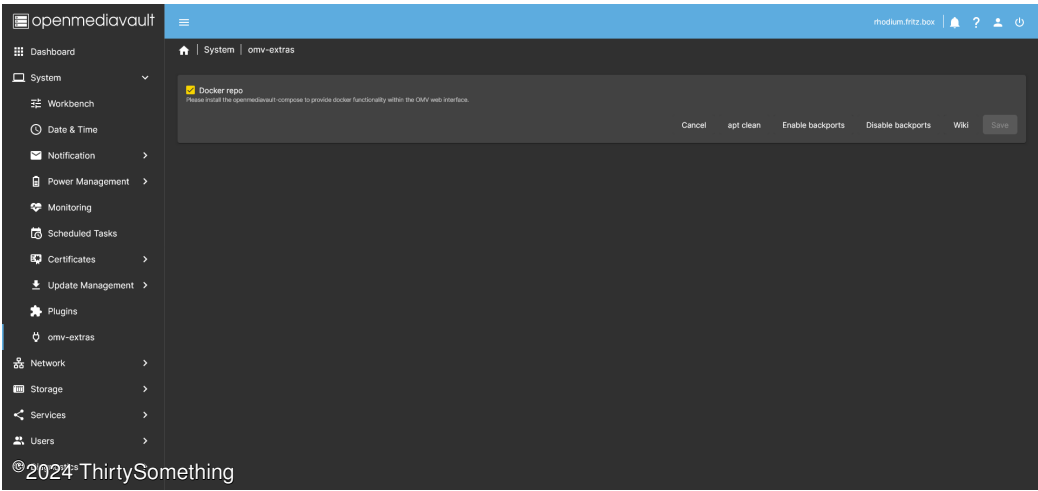 openmediavault
rhodium.fritz.box
Dashboard
System | omv-extras
System
Workbench
Date & Time
Notification
Power Management
Monitoring
Scheduled Tasks
Certificates
Update Management
Plugins
omv-extras
Network
Storage
Services
Users
Docker repo
Please install the openmediavault-compose to provide docker functionality within the OMV web interface.
Cancel apt clean Enable backports Disable backports Wiki Save
©2024 ThirtySomething